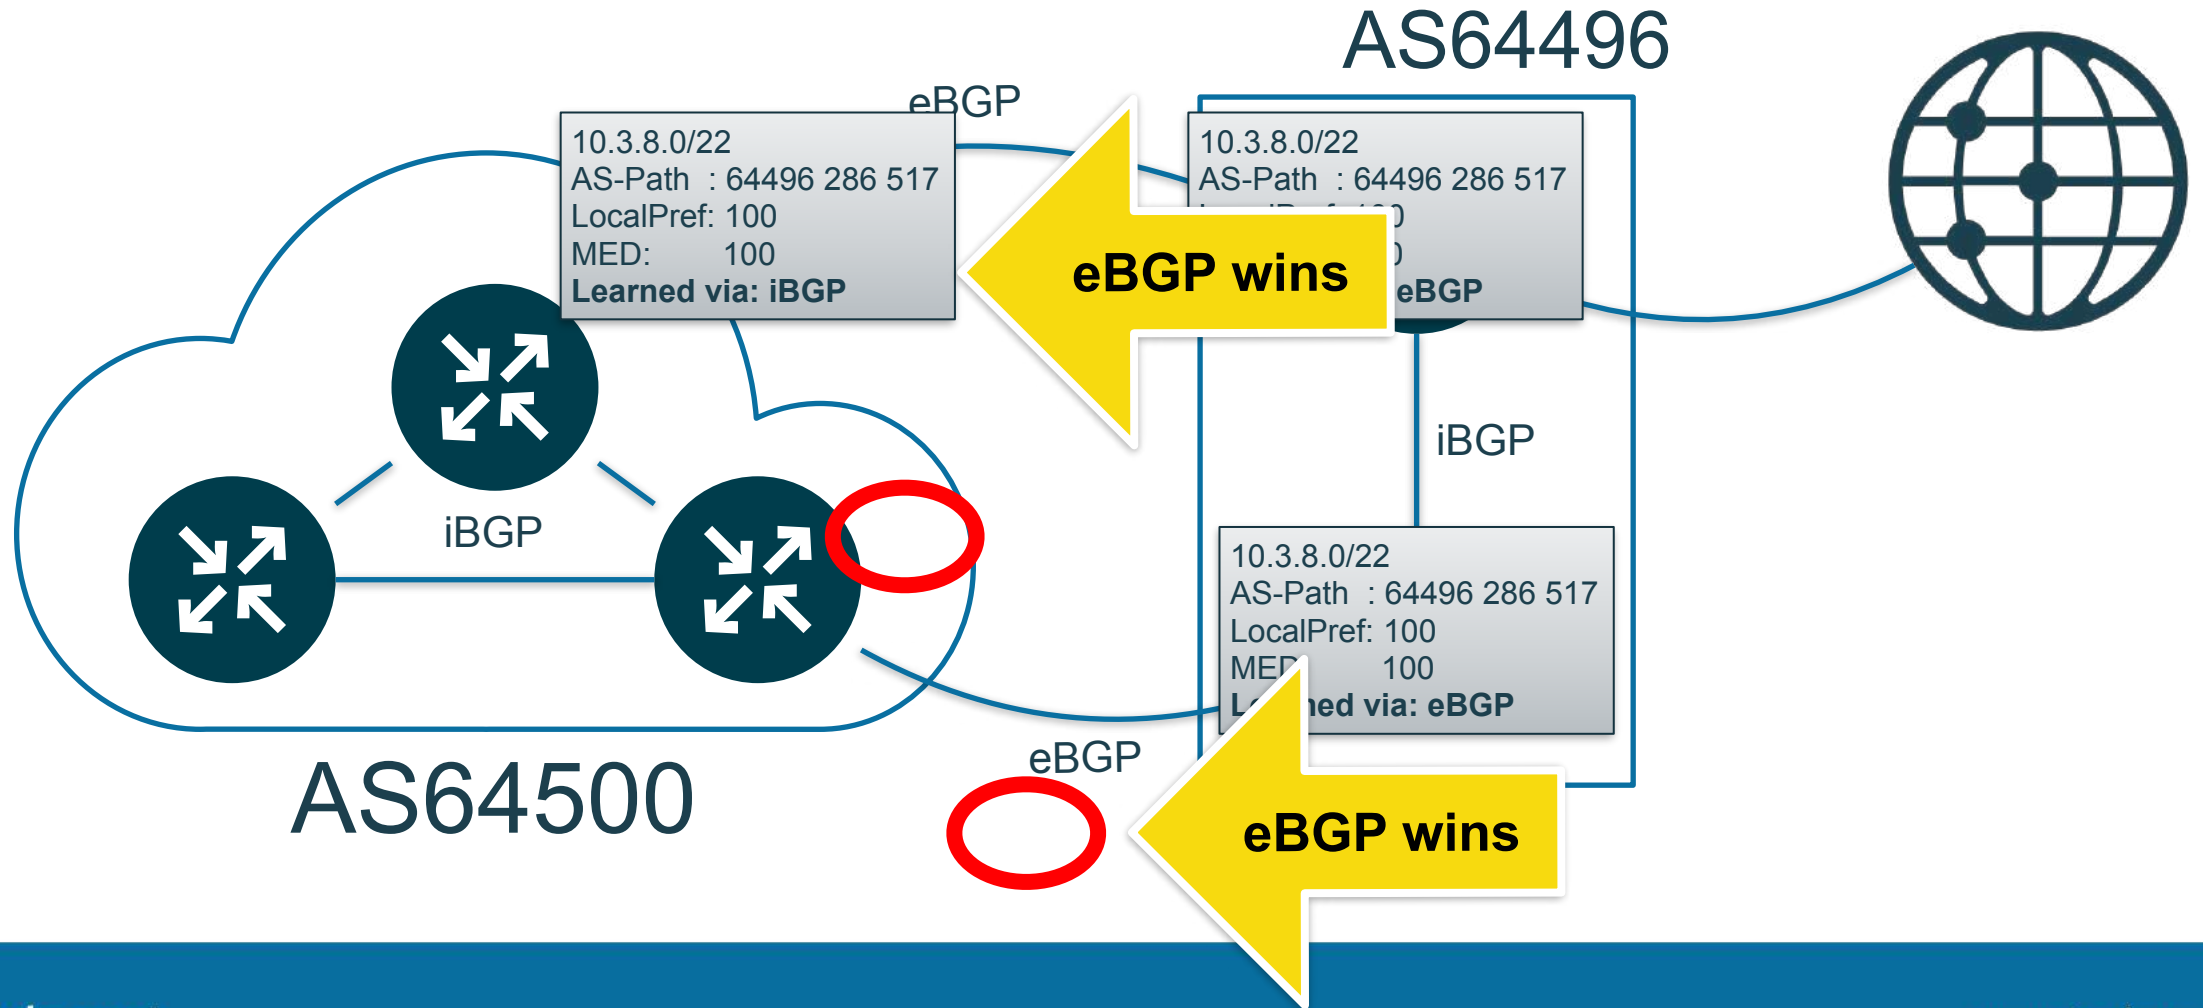 AS64496
eBGP
10.3.8.0/22
AS-Path : 64496 286 517
LocalPref: 100
MED: 100
Learned via: iBGP
10.3.8.0/22
AS-Path : 64496 286 517
eBGP
eBGP wins
iBGP
iBGP
10.3.8.0/22
AS-Path : 64496 286 517
LocalPref: 100
100
via: eBGP
eBGP
eBGP wins
AS64500